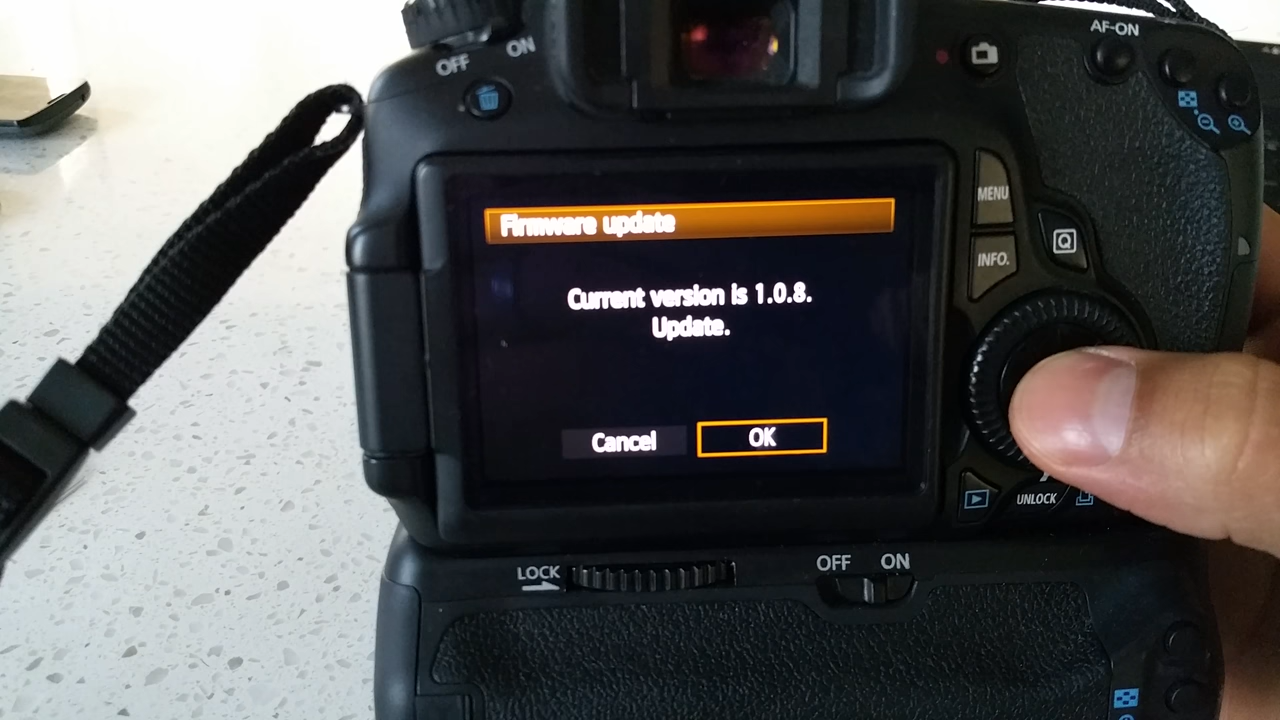 OFF ON
AF-ON
Firmware update
MENU
Q
INFO.
Current version is 1.0.8.
Update.
Cancel OK
UNLOCK
LOCK
OFF ON